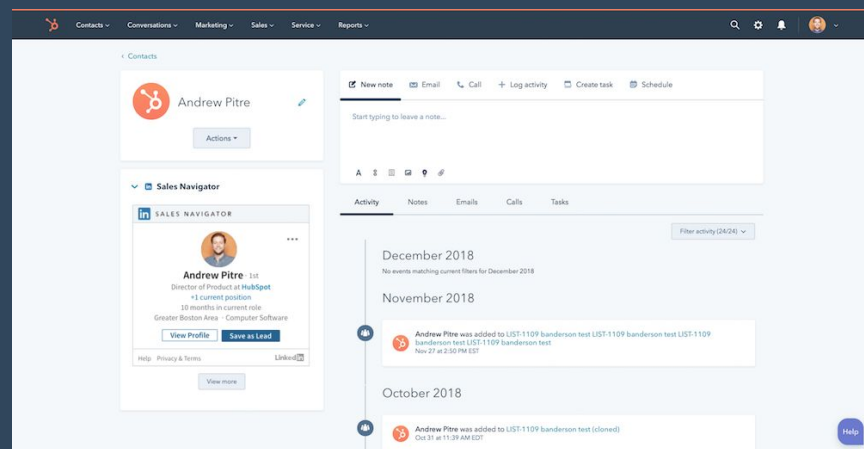 Contacts Conversations Marketing Sales Service Reports
Contacts
Andrew Pitre
Actions
Sales Navigator
in SALES NAVIGATOR
Andrew Pitre · 1st
Director of Product at HubSpot
+1 current position
10 months in current role
Greater Boston Area · Computer Software
View Profile Save as Lead
Help Privacy & Terms LinkedIn
View more
New note Email Call + Log activity Create task Schedule
Start typing to leave a note...
A
Activity Notes Emails Calls Tasks
Filter activity (24/24)
December 2018
No events matching current filters for December 2018
November 2018
Andrew Pitre was added to LIST-1109 banderson test LIST-1109 banderson test LIST-1109
banderson test LIST-1109 banderson test
Nov 27 at 2:50 PM EST
October 2018
Andrew Pitre was added to LIST-1109 banderson test (cloned)
Oct 31 at 11:39 AM EDT
Help